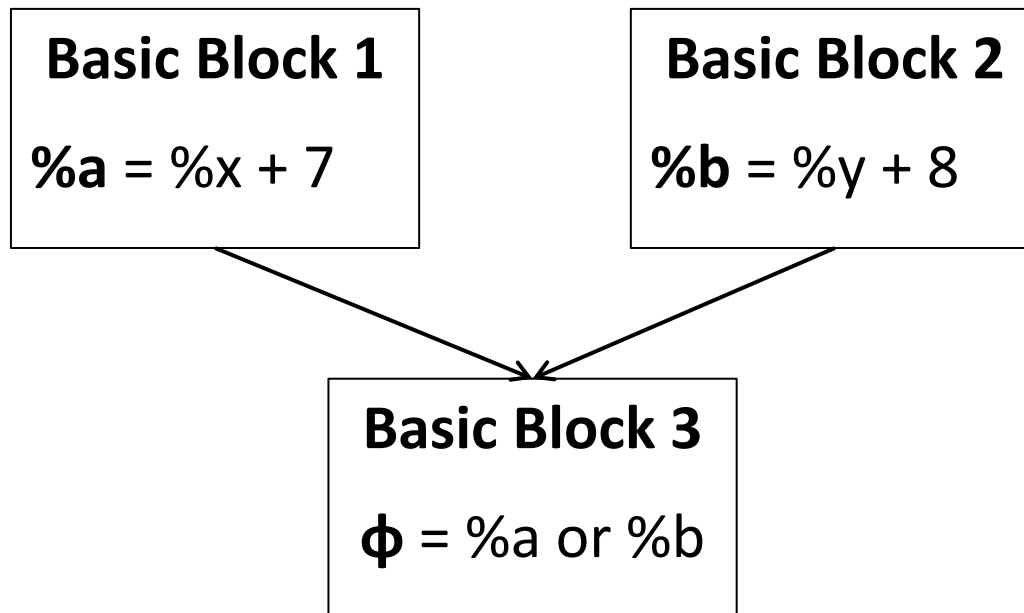 Basic Block 1
%a = %x + 7
Basic Block 2
%b = %y + 8
Basic Block 3
ϕ = %a or %b